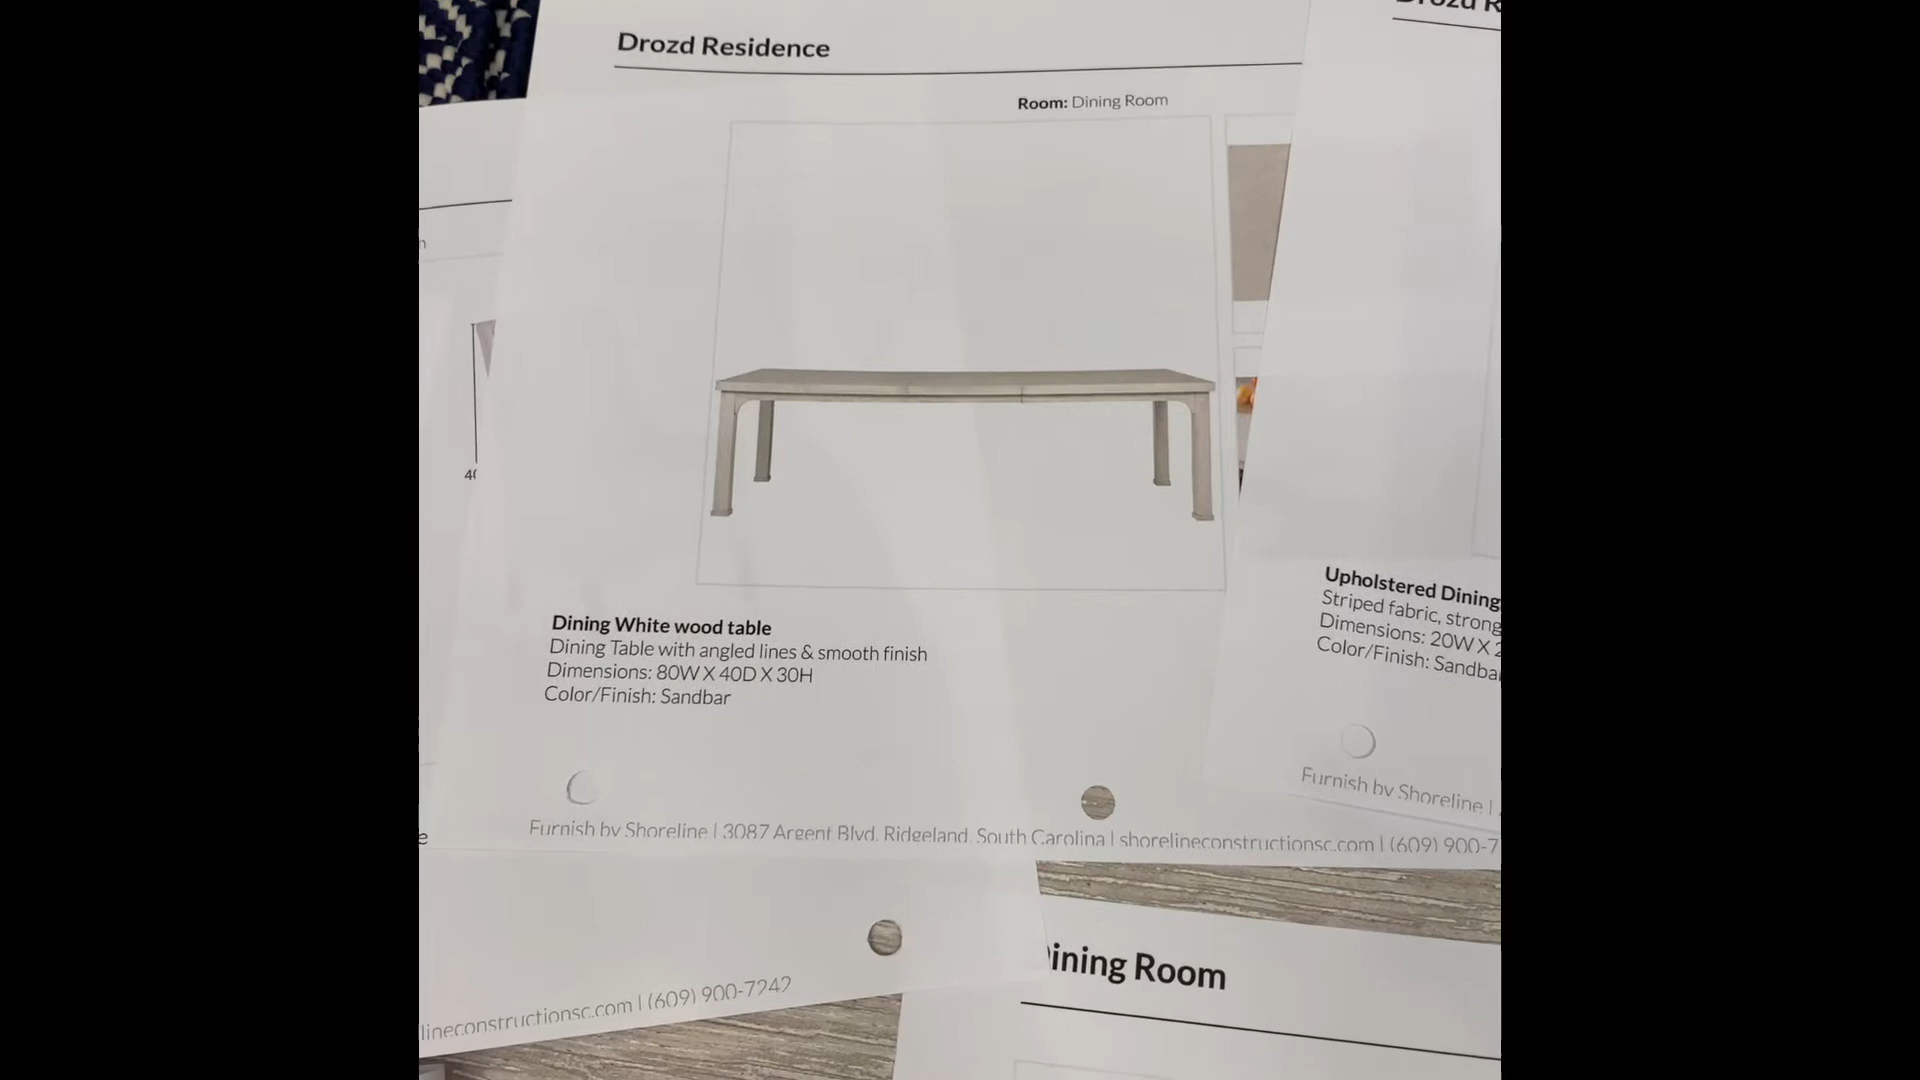 Drozd Residence
Room: Dining Room
Dining White wood table
Dining Table with angled lines & smooth finish
Dimensions: 80W X 40D X 30H
Color/Finish: Sandbar
Furnish by Shoreline | 3087 Argent Blvd. Ridgeland, South Carolina | shorelineconstructionsc.com | (609) 900-7
Upholstered Dining
Striped fabric, strong
Dimensions: 20W X 2
Color/Finish: Sandba
Furnish by Shoreline |
lineconstructionsc.com | (609) 900-7242
ining Room